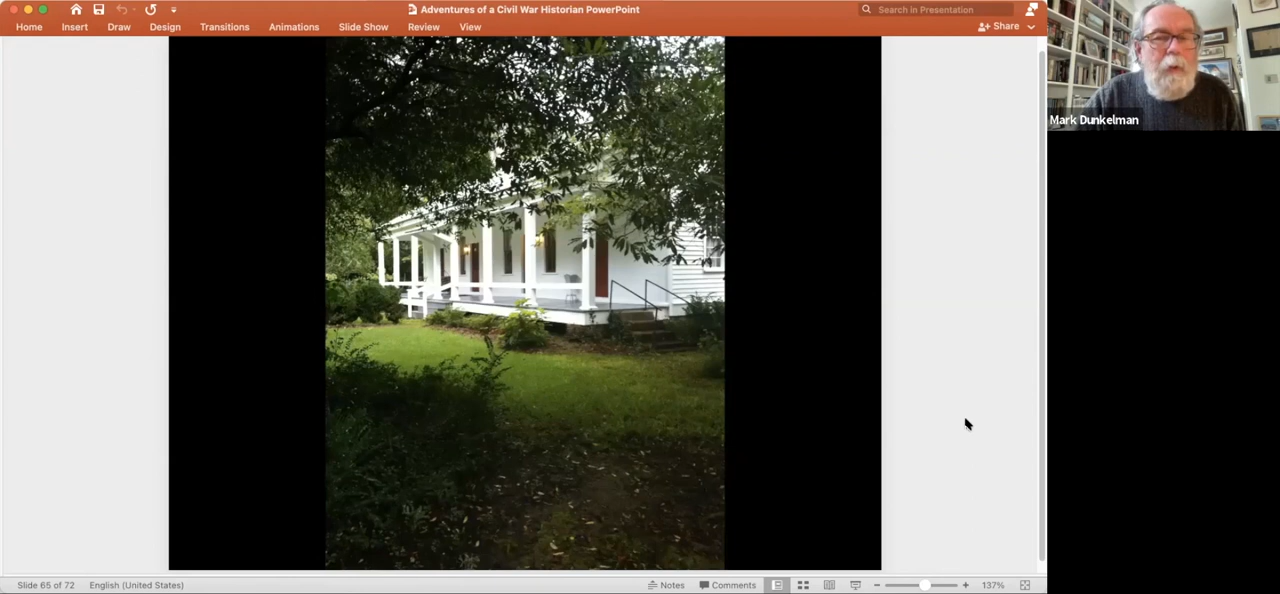 Adventures of a Civil War Historian PowerPoint
Search in Presentation
Home Insert Draw Design Transitions Animations Slide Show Review View Share
Mark Dunkelman
Slide 65 of 72 English (United States) Notes Comments 137%